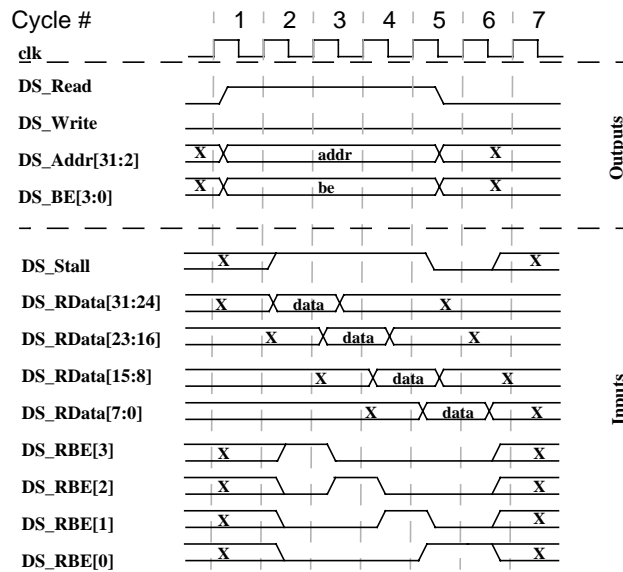 Cycle # 1 2 3 4 5 6 7
clk
DS_Read
DS_Write
DS_Addr[31:2] X addr X
DS_BE[3:0] X be X
Outputs
DS_Stall X X
DS_RData[31:24] X data X
DS_RData[23:16] X data X
DS_RData[15:8] X data X
DS_RData[7:0] X data X
DS_RBE[3] X X
DS_RBE[2] X X
DS_RBE[1] X X
DS_RBE[0] X X
Inputs